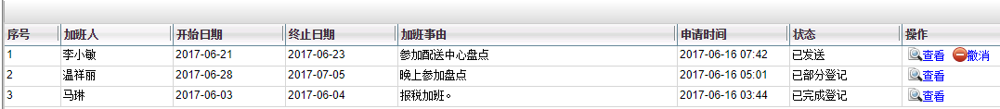 序号 加班人 开始日期 终止日期 加班事由 申请时间 状态 操作
1 李小敏 2017-06-21 2017-06-23 参加配送中心盘点 2017-06-16 07:42 已发送 查看 撤消
2 温祥丽 2017-06-28 2017-07-05 晚上参加盘点 2017-06-16 05:01 已部分登记 查看
3 马琳 2017-06-03 2017-06-04 报税加班。 2017-06-16 03:44 已完成登记 查看